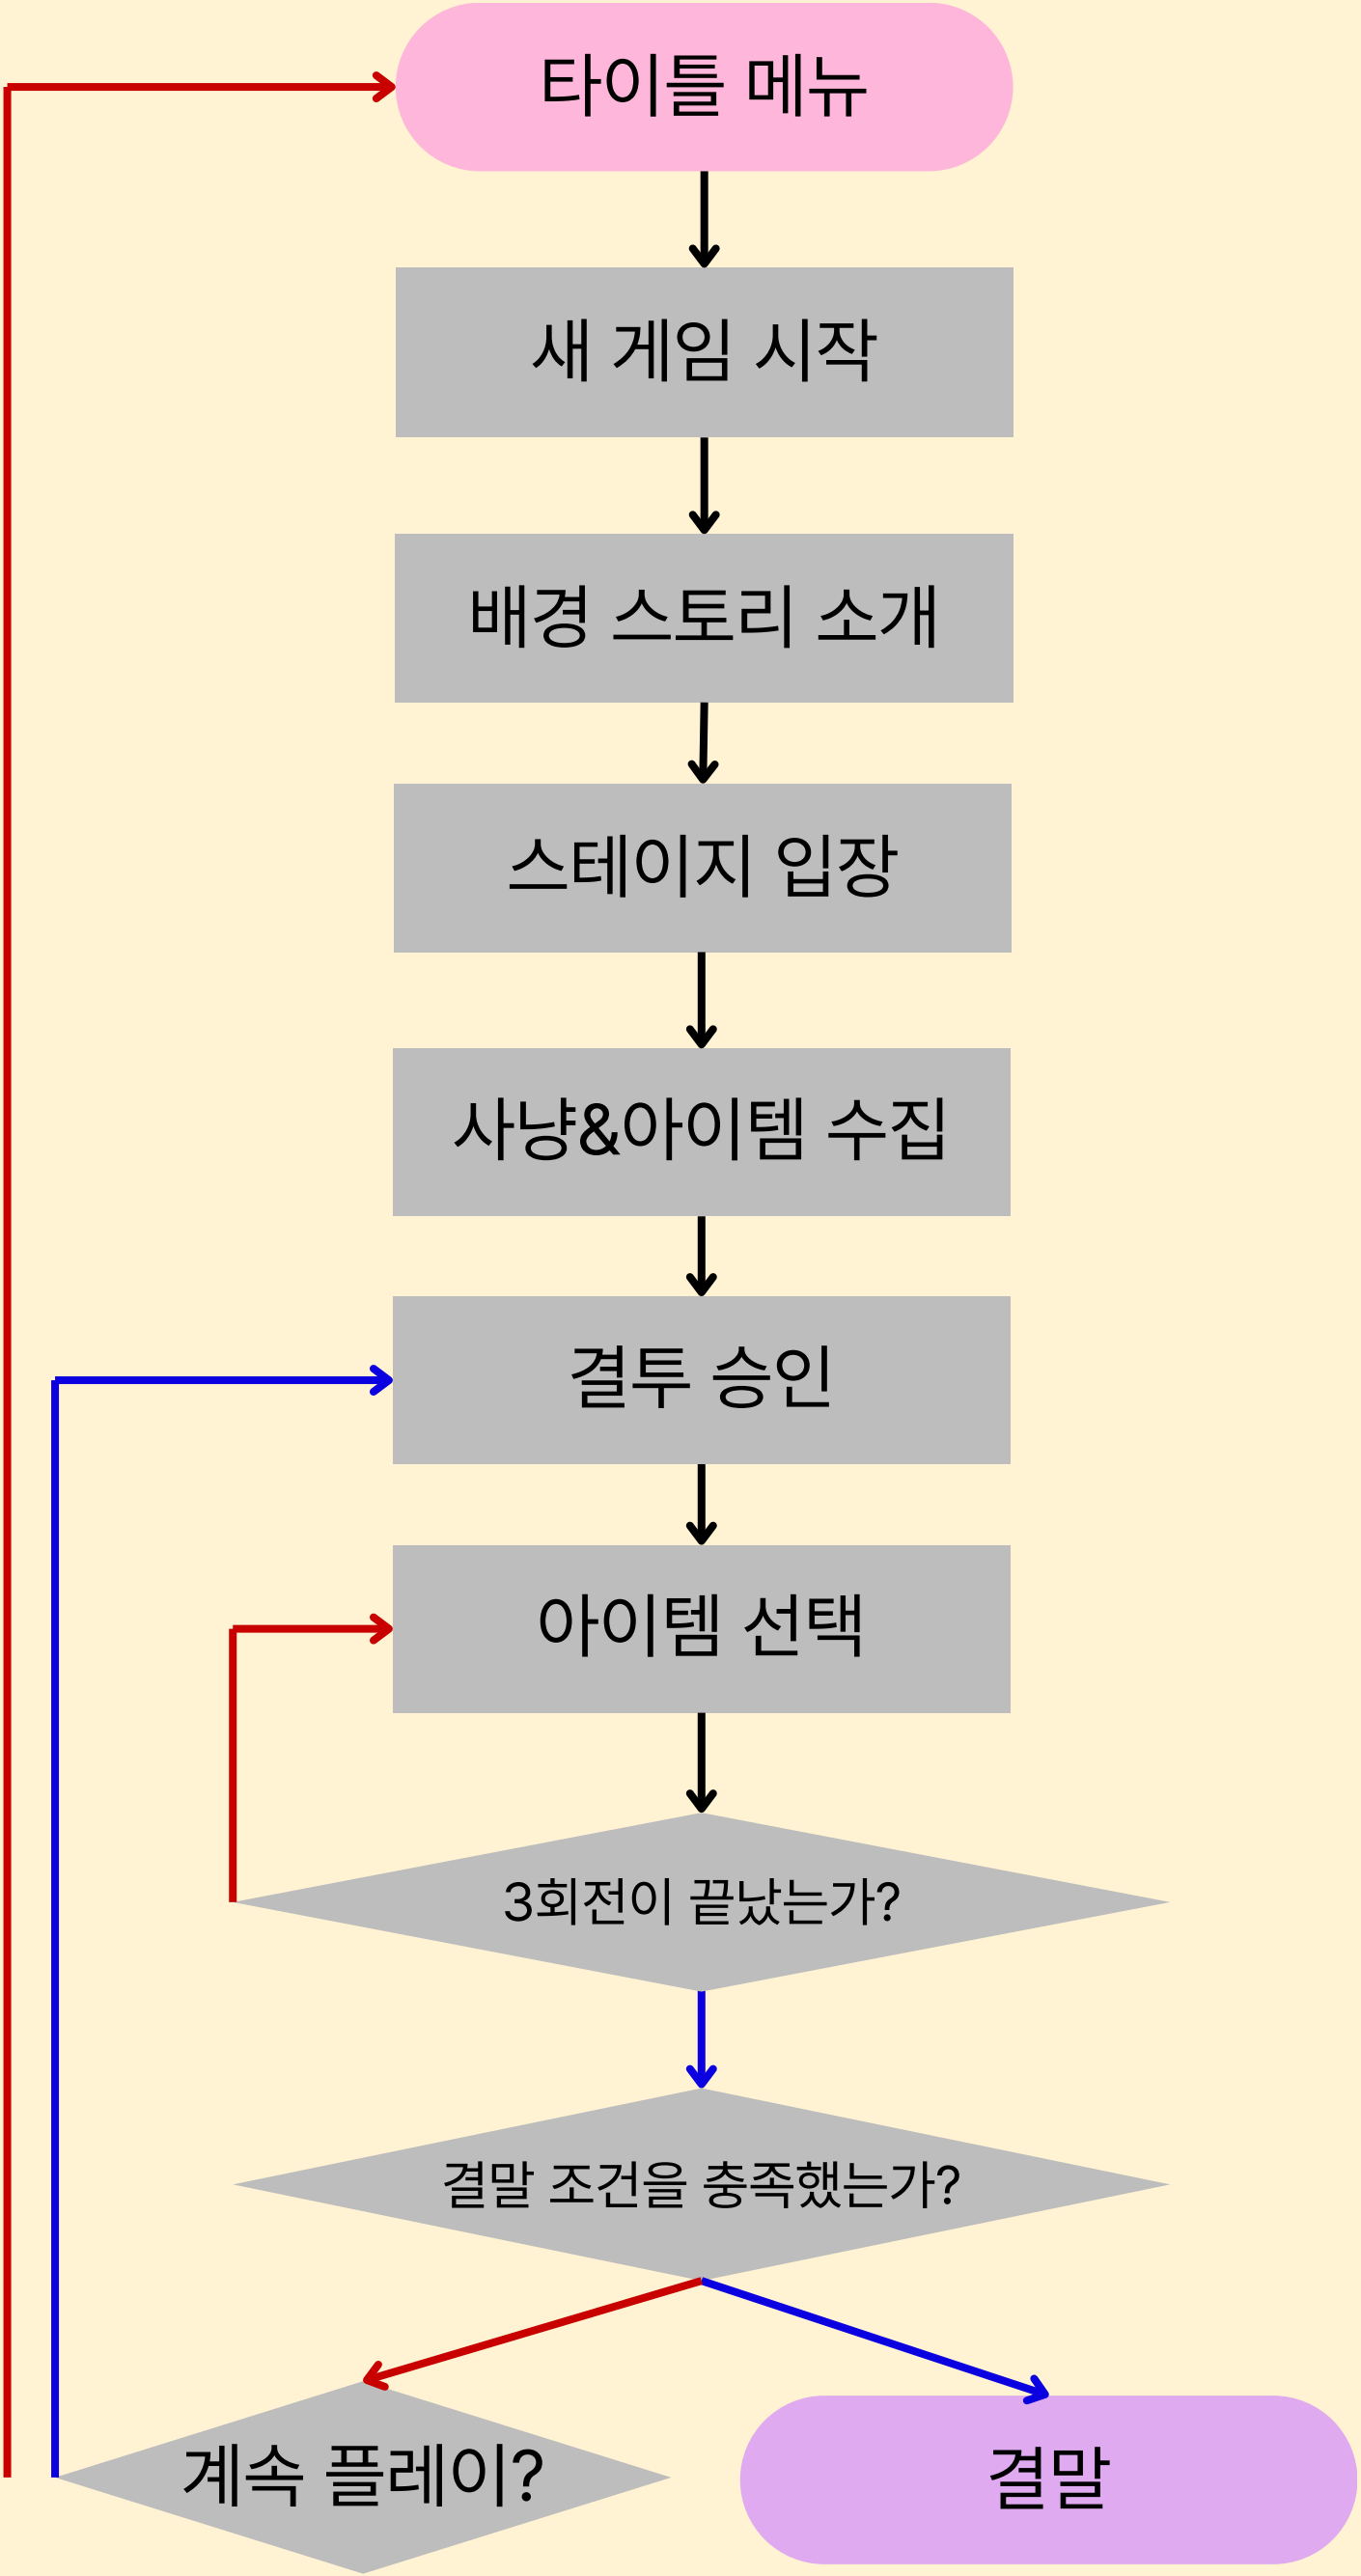 타이틀 메뉴
새 게임 시작
배경 스토리 소개
스테이지 입장
사냥&아이템 수집
결투 승인
아이템 선택
3회전이 끝났는가?
결말 조건을 충족했는가?
계속 플레이?
결말